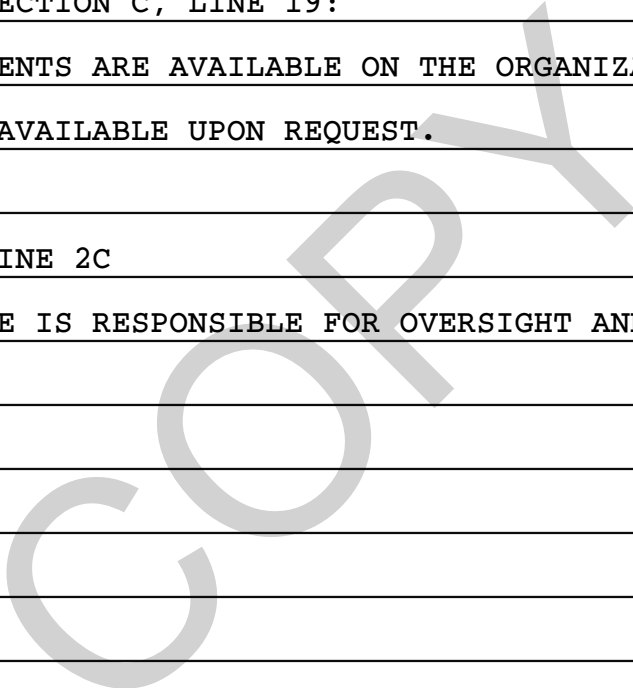 ECTION C, LINE 19:
ENTS ARE AVAILABLE ON THE ORGANIZA
AVAILABLE UPON REQUEST.
INE 2C
E IS RESPONSIBLE FOR OVERSIGHT AN
COPY